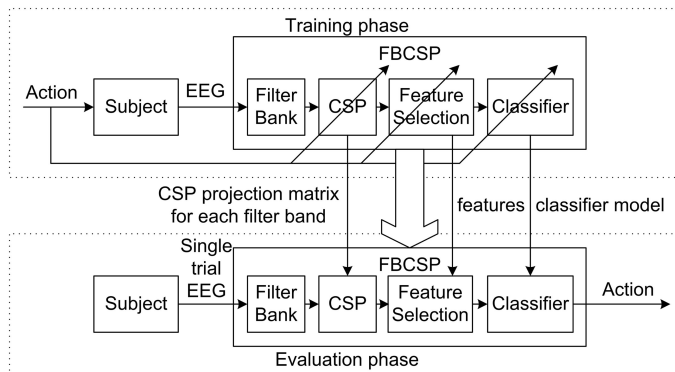 Training phase
FBCSP
Action
Subject
EEG
Filter
Bank
CSP
Feature
Selection
Classifier
CSP projection matrix
for each filter band
features
classifier model
Single
trial
EEG
FBCSP
Subject
Filter
Bank
CSP
Feature
Selection
Classifier
Action
Evaluation phase